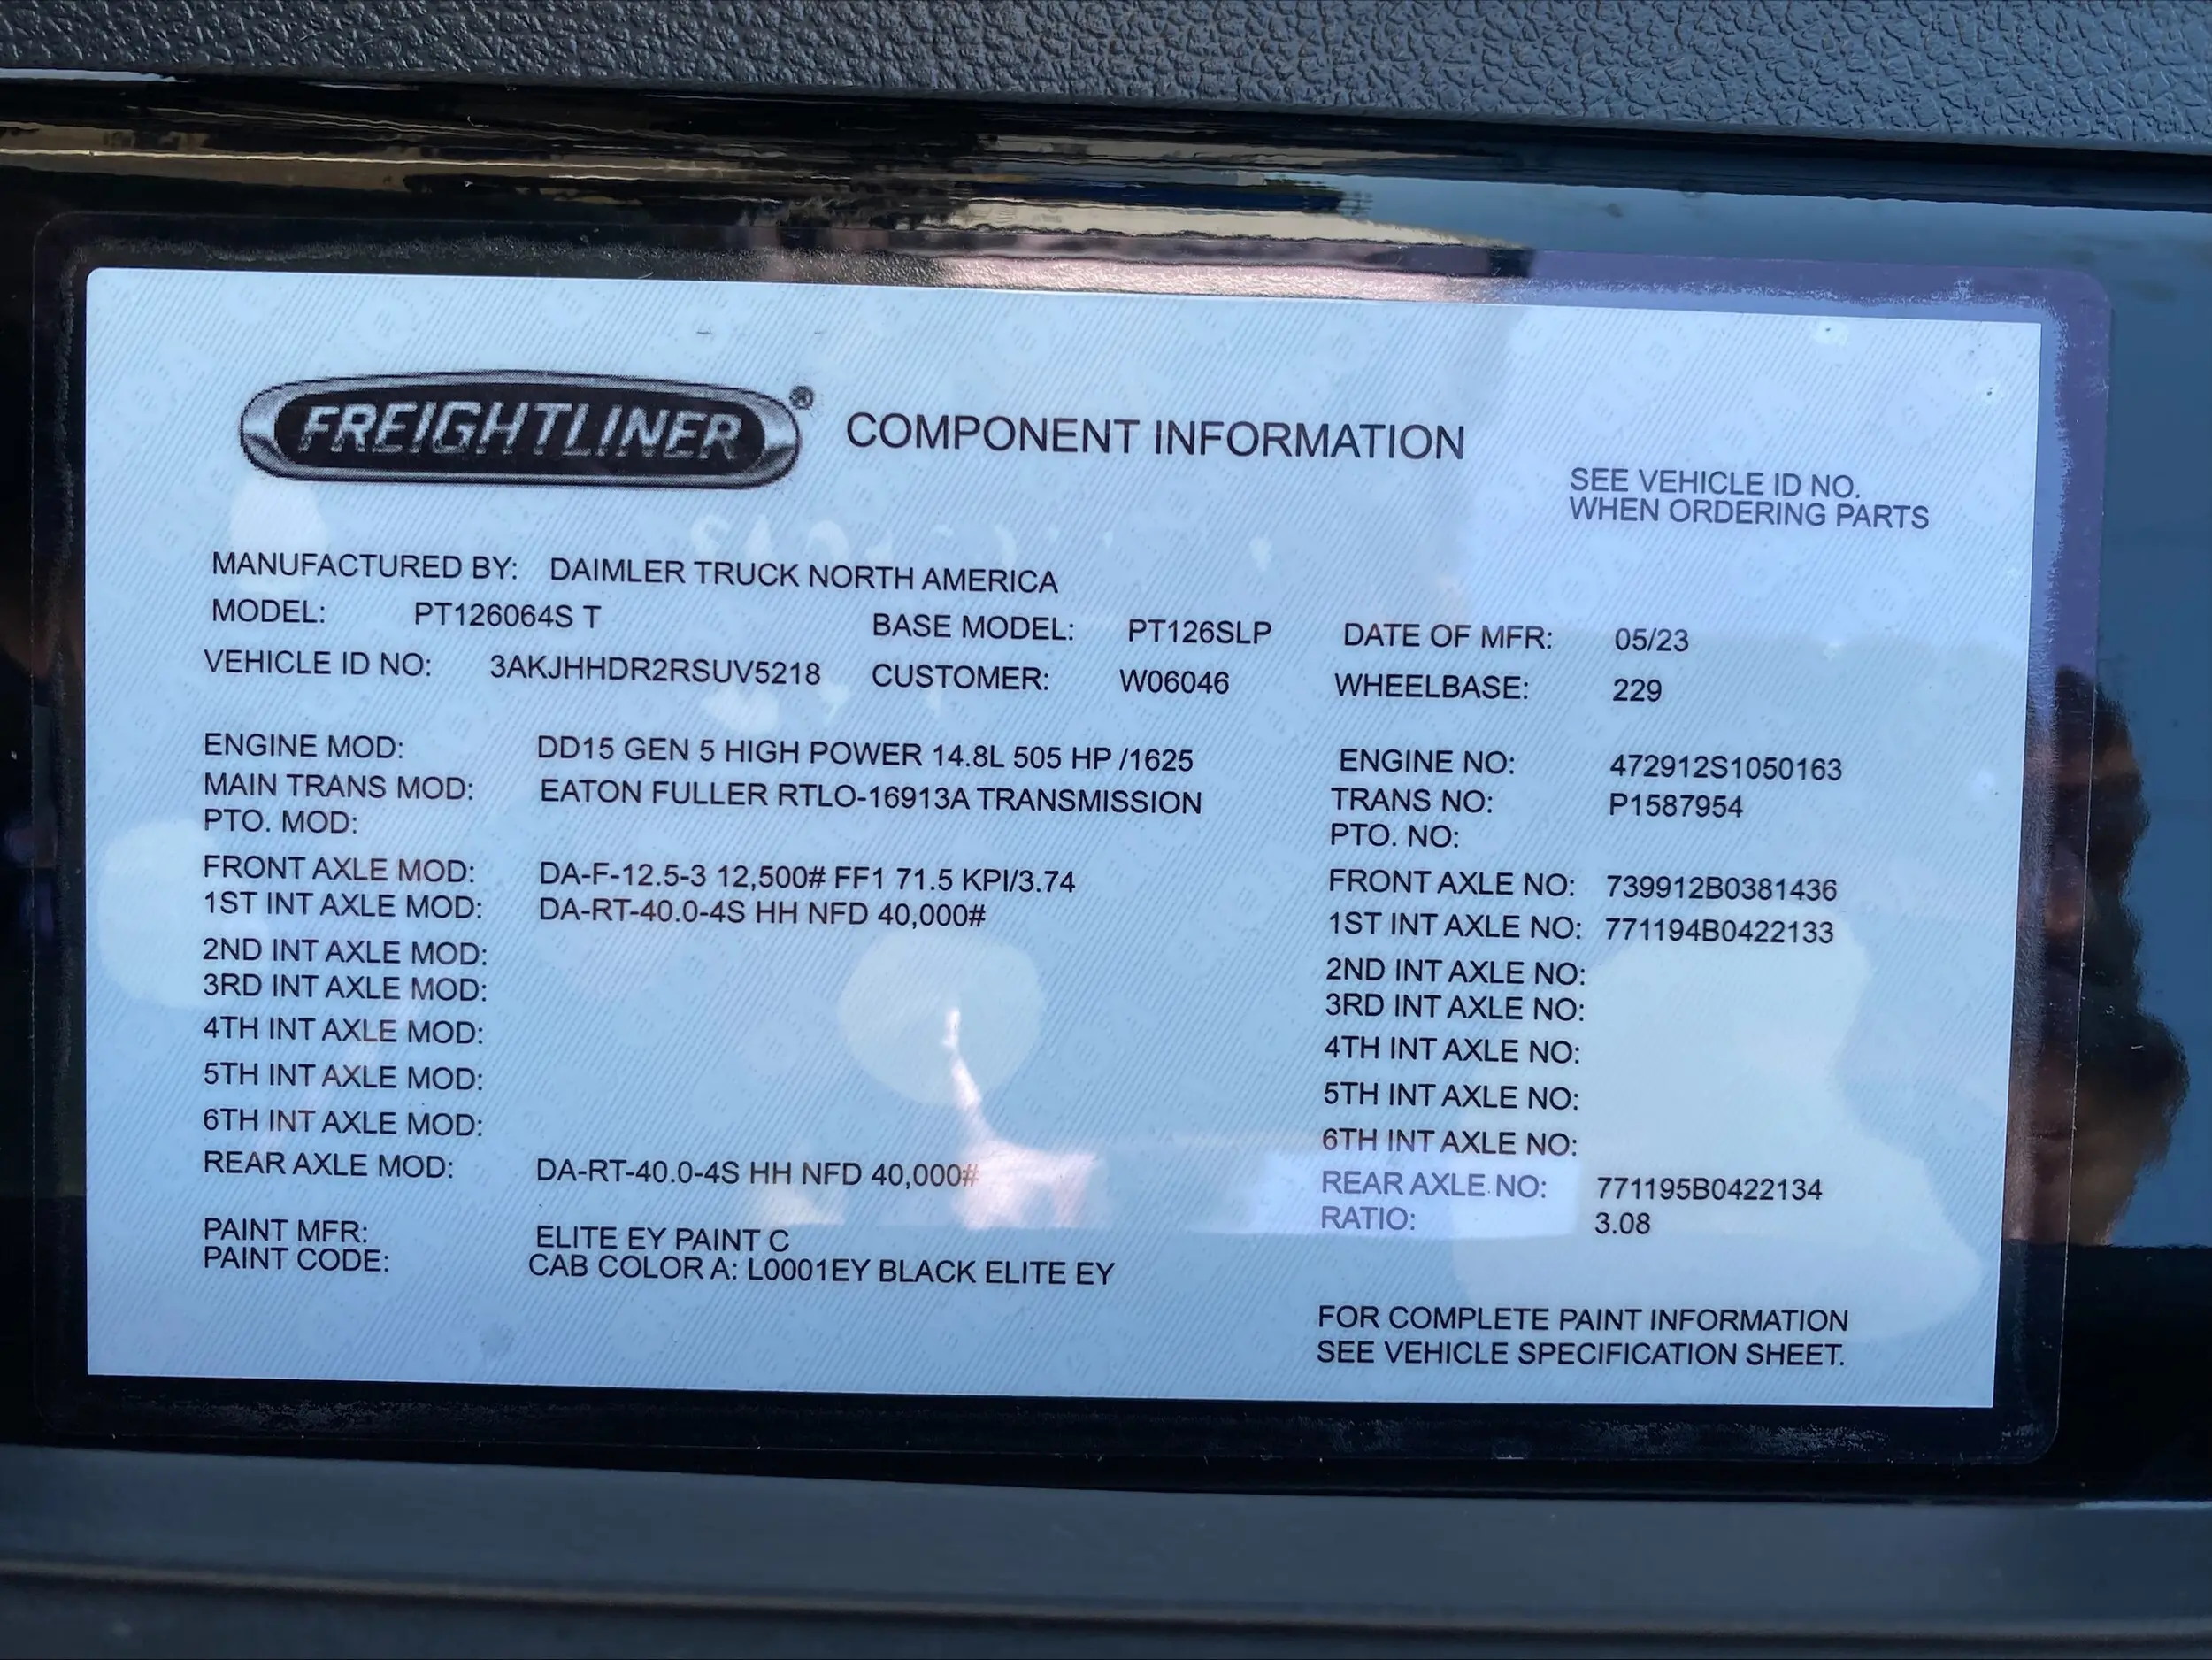 FREIGHTLINER® COMPONENT INFORMATION
SEE VEHICLE ID NO.
WHEN ORDERING PARTS
MANUFACTURED BY: DAIMLER TRUCK NORTH AMERICA
MODEL: PT126064S T BASE MODEL: PT126SLP DATE OF MFR: 05/23
VEHICLE ID NO: 3AKJHHDR2RSUV5218 CUSTOMER: W06046 WHEELBASE: 229
ENGINE MOD: DD15 GEN 5 HIGH POWER 14.8L 505 HP /1625 ENGINE NO: 472912S1050163
MAIN TRANS MOD: EATON FULLER RTLO-16913A TRANSMISSION TRANS NO: P1587954
PTO. MOD: PTO. NO:
FRONT AXLE MOD: DA-F-12.5-3 12,500# FF1 71.5 KPI/3.74 FRONT AXLE NO: 739912B0381436
1ST INT AXLE MOD: DA-RT-40.0-4S HH NFD 40,000# 1ST INT AXLE NO: 771194B0422133
2ND INT AXLE MOD: 2ND INT AXLE NO:
3RD INT AXLE MOD: 3RD INT AXLE NO:
4TH INT AXLE MOD: 4TH INT AXLE NO:
5TH INT AXLE MOD: 5TH INT AXLE NO:
6TH INT AXLE MOD: 6TH INT AXLE NO:
REAR AXLE MOD: DA-RT-40.0-4S HH NFD 40,000# REAR AXLE NO: 771195B0422134
RATIO: 3.08
PAINT MFR: ELITE EY PAINT C
PAINT CODE: CAB COLOR A: L0001EY BLACK ELITE EY
FOR COMPLETE PAINT INFORMATION
SEE VEHICLE SPECIFICATION SHEET.